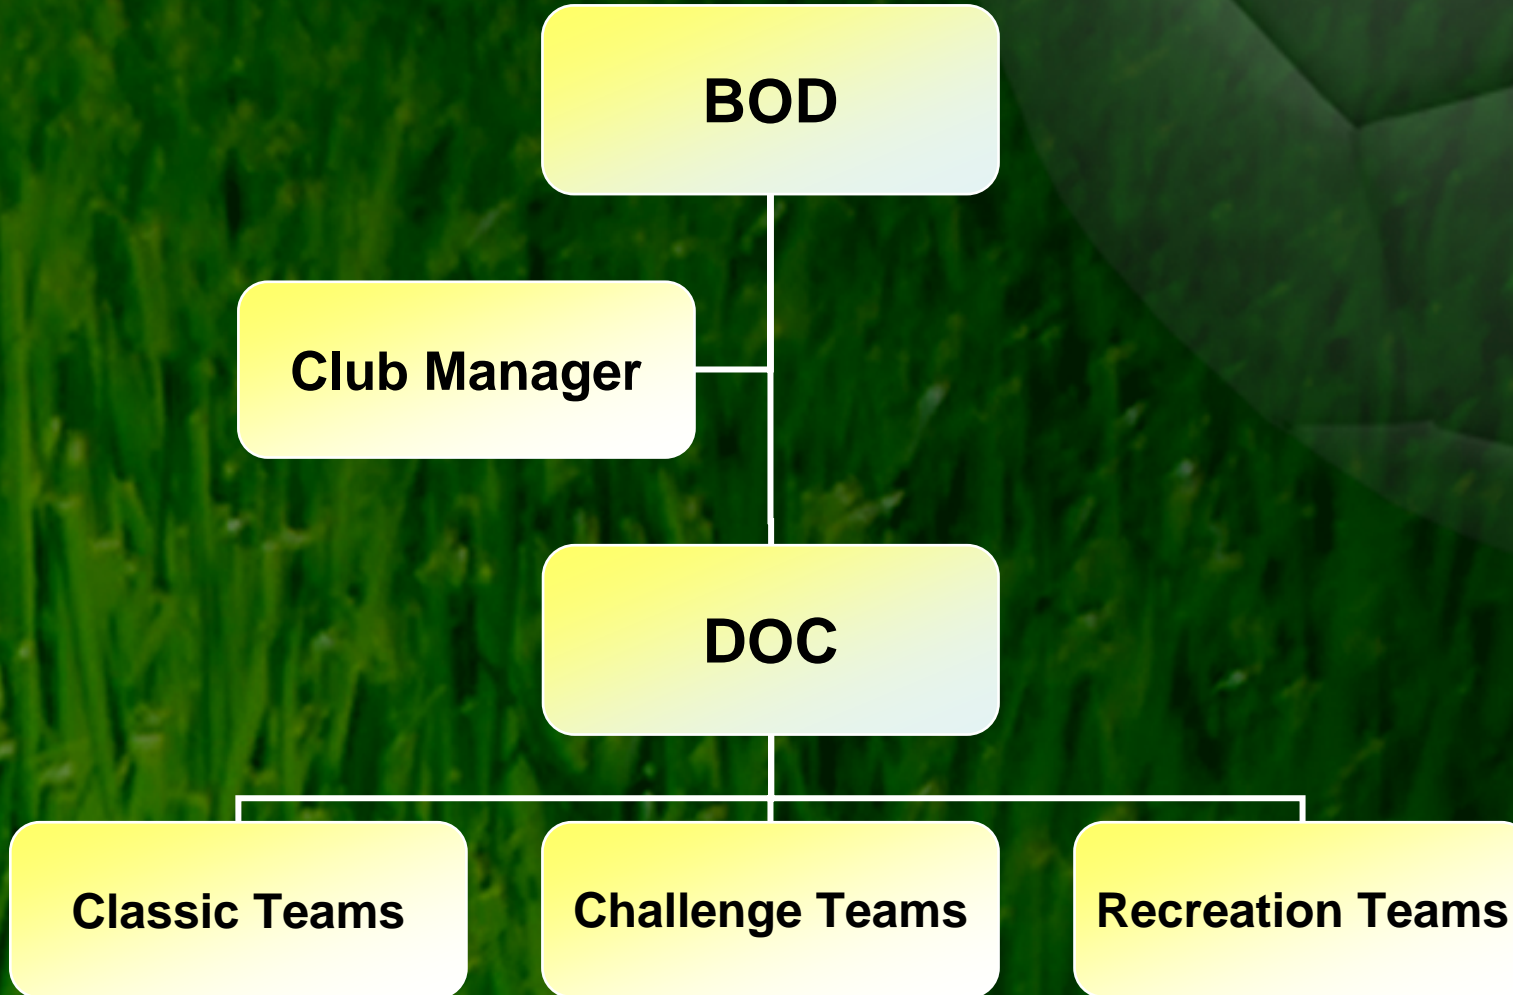 BOD
Club Manager
DOC
Classic Teams
Challenge Teams
Recreation Teams